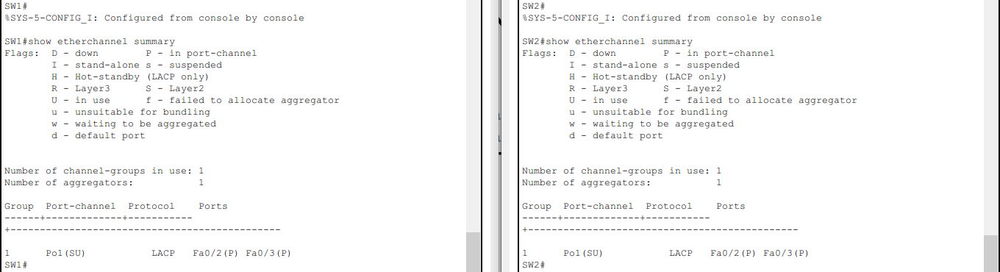 SW1#
%SYS-5-CONFIG_I: Configured from console by console
SW1#show etherchannel summary
Flags:  D - down        P - in port-channel
        I - stand-alone s - suspended
        H - Hot-standby (LACP only)
        R - Layer3      S - Layer2
        U - in use      f - failed to allocate aggregator
        u - unsuitable for bundling
        w - waiting to be aggregated
        d - default port
Number of channel-groups in use: 1
Number of aggregators:           1
Group  Port-channel  Protocol    Ports
------+-------------+-----------
+----------------------------------------------
1      Po1(SU)           LACP   Fa0/2(P) Fa0/3(P)
SW1#
SW2#
%SYS-5-CONFIG_I: Configured from console by console
SW2#show etherchannel summary
Flags:  D - down        P - in port-channel
        I - stand-alone s - suspended
        H - Hot-standby (LACP only)
        R - Layer3      S - Layer2
        U - in use      f - failed to allocate aggregator
        u - unsuitable for bundling
        w - waiting to be aggregated
        d - default port
Number of channel-groups in use: 1
Number of aggregators:           1
Group  Port-channel  Protocol    Ports
------+-------------+-----------
+----------------------------------------------
1      Po1(SU)           LACP   Fa0/2(P) Fa0/3(P)
SW2#